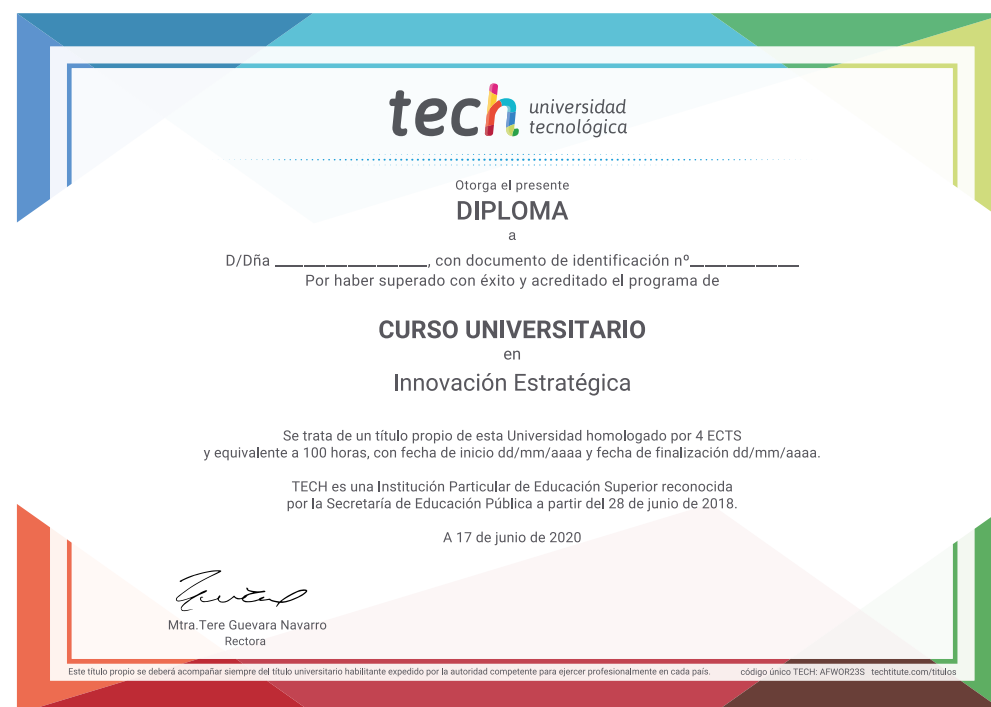 tech universidad
tecnológica
Otorga el presente
DIPLOMA
a
D/Dña ____________________, con documento de identificación nº____________
Por haber superado con éxito y acreditado el programa de
CURSO UNIVERSITARIO
en
Innovación Estratégica
Se trata de un título propio de esta Universidad homologado por 4 ECTS
y equivalente a 100 horas, con fecha de inicio dd/mm/aaaa y fecha de finalización dd/mm/aaaa.
TECH es una Institución Particular de Educación Superior reconocida
por la Secretaría de Educación Pública a partir del 28 de junio de 2018.
A 17 de junio de 2020
Mtra.Tere Guevara Navarro
Rectora
Este título propio se deberá acompañar siempre del título universitario habilitante expedido por la autoridad competente para ejercer profesionalmente en cada país. código único TECH: AFWOR23S techtitute.com/titulos